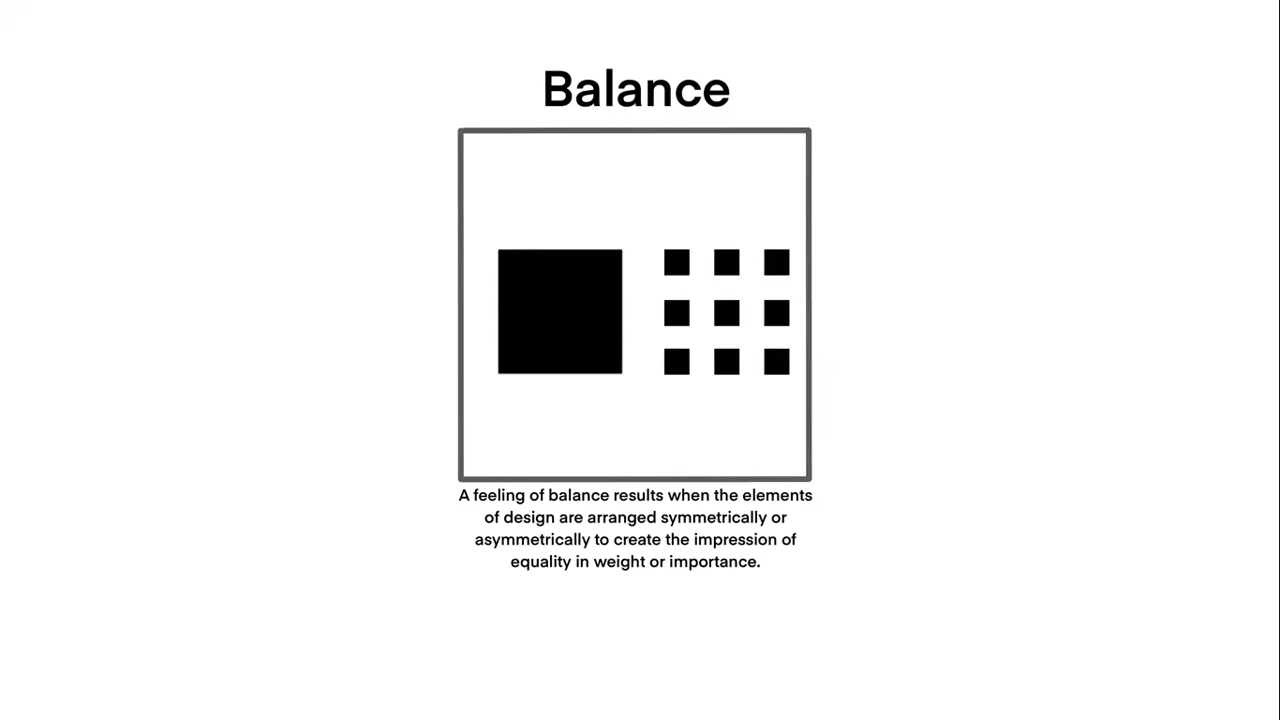 Balance
A feeling of balance results when the elements
of design are arranged symmetrically or
asymmetrically to create the impression of
equality in weight or importance.